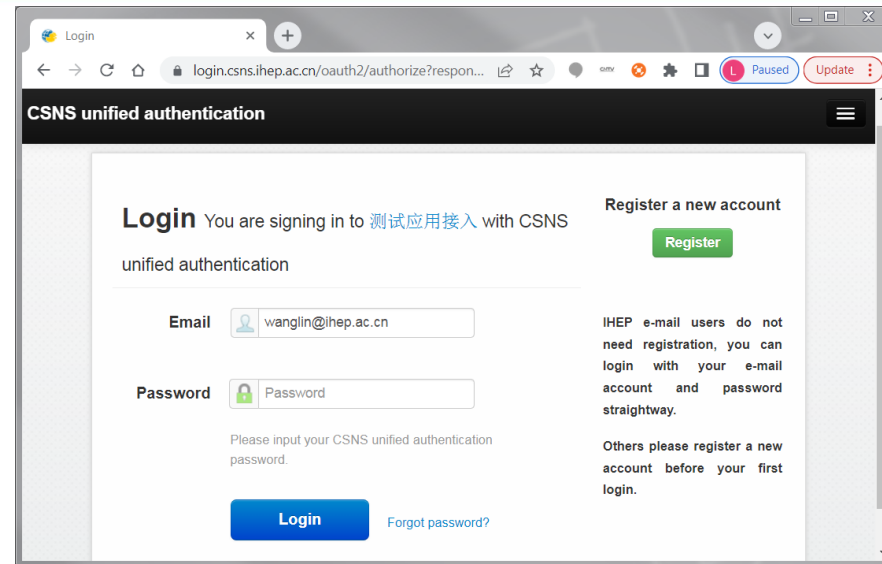 Login
login.csns.ihep.ac.cn/oauth2/authorize?respon...
L Paused
Update
CSNS unified authentication
Login You are signing in to 测试应用接入 with CSNS
unified authentication
Email
wanglin@ihep.ac.cn
Password
Password
Please input your CSNS unified authentication
password.
Login
Forgot password?
Register a new account
Register
IHEP e-mail users do not
need registration, you can
login with your e-mail
account and password
straightway.
Others please register a new
account before your first
login.